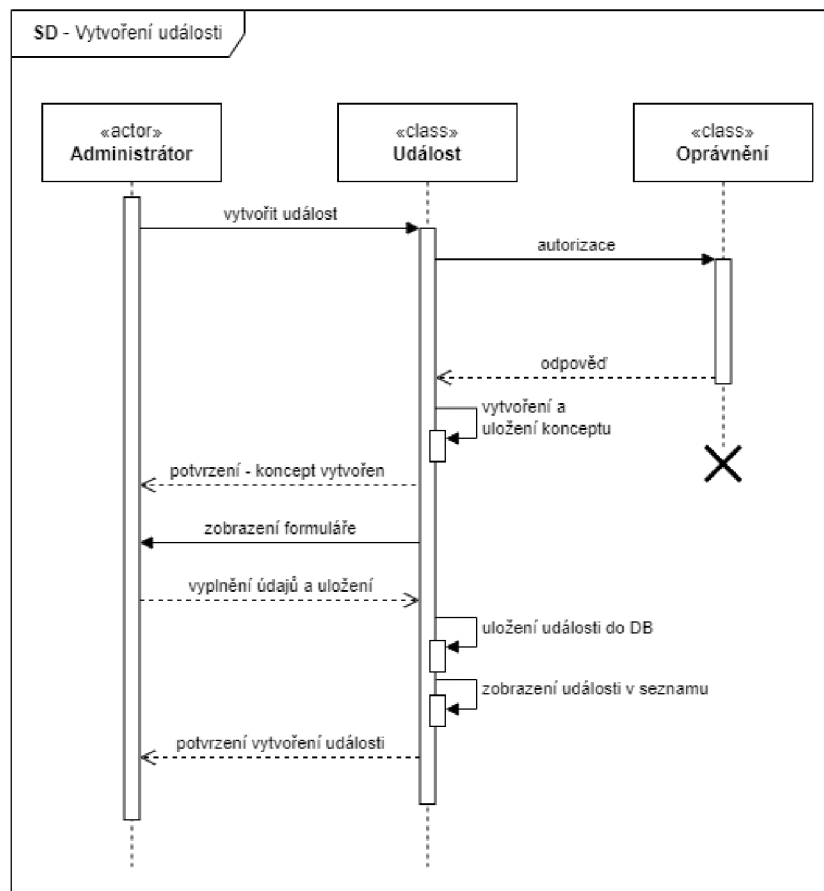 SD - Vytvoření události
«actor»
Administrátor
«class»
Událost
«class»
Oprávnění
vytvořit událost
autorizace
odpověď
vytvoření a
uložení konceptu
potvrzení - koncept vytvořen
zobrazení formuláře
vyplnění údajů a uložení
uložení události do DB
zobrazení události v seznamu
potvrzení vytvoření události